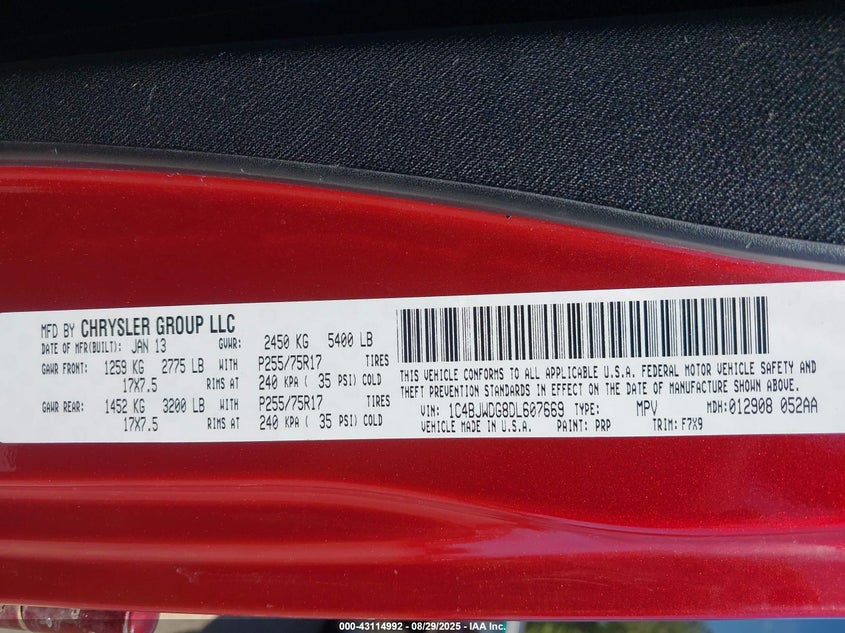 MFD BY CHRYSLER GROUP LLC
DATE OF MFR(BUILT): JAN 13 GVWR: 2450 KG 5400 LB
GAWR FRONT: 1259 KG 2775 LB WITH P255/75R17 TIRES
17X7.5 RIMS AT 240 KPA ( 35 PSI) COLD
GAWR REAR: 1452 KG 3200 LB WITH P255/75R17 TIRES
17X7.5 RIMS AT 240 KPA ( 35 PSI) COLD
THIS VEHICLE CONFORMS TO ALL APPLICABLE U.S.A. FEDERAL MOTOR VEHICLE SAFETY AND
THEFT PREVENTION STANDARDS IN EFFECT ON THE DATE OF MANUFACTURE SHOWN ABOVE.
VIN: 1C4BJWDG8DL607669 TYPE: MPV MDH:012908 052AA
VEHICLE MADE IN U.S.A. PAINT: PRP TRIM: F7X9
000-43114992 | 08/29/2025 | IAA Inc.